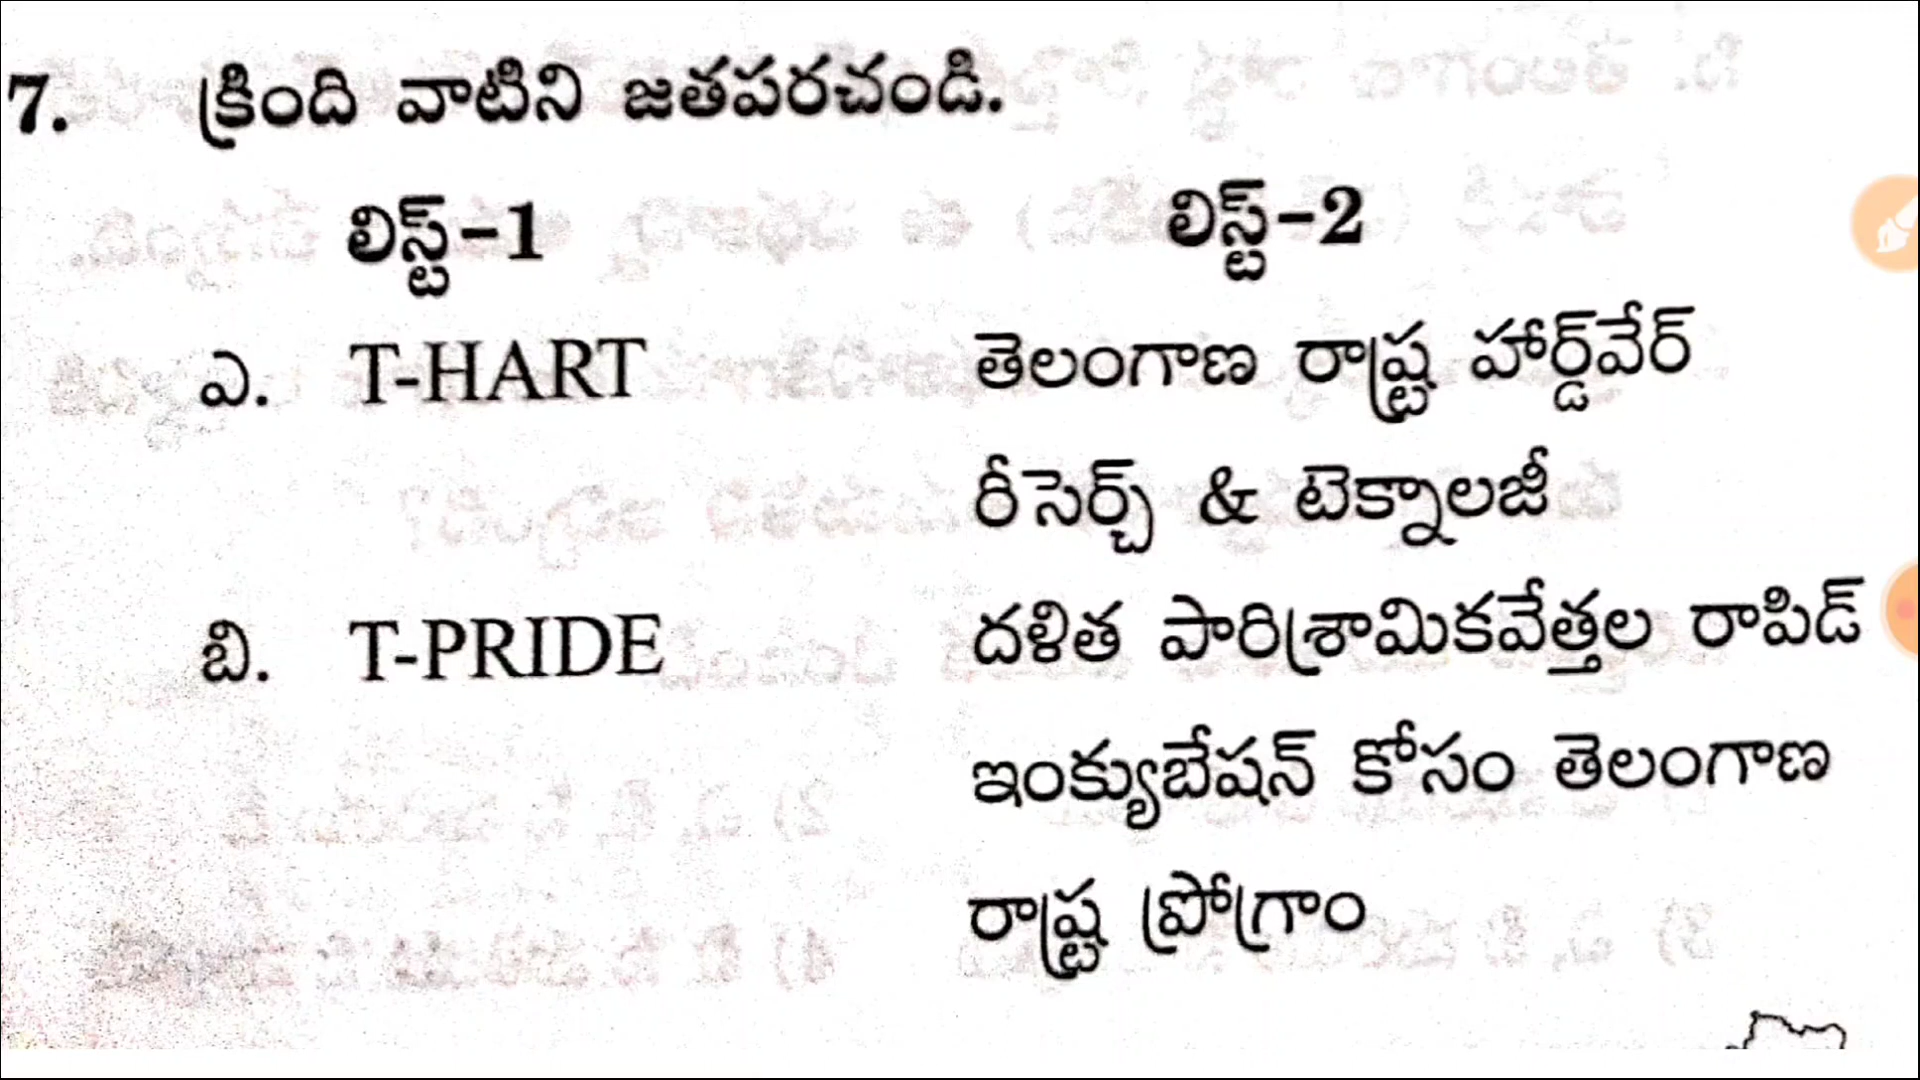 7. క్రింది వాటిని జతపరచండి.
లిస్ట్-1 లిస్ట్-2
ఎ. T-HART తెలంగాణ రాష్ట్ర హార్డ్‌వేర్
రీసెర్చ్ & టెక్నాలజీ
బి. T-PRIDE దళిత పారిశ్రామికవేత్తల రాపిడ్
ఇంక్యుబేషన్ కోసం తెలంగాణ
రాష్ట్ర ప్రోగ్రాం